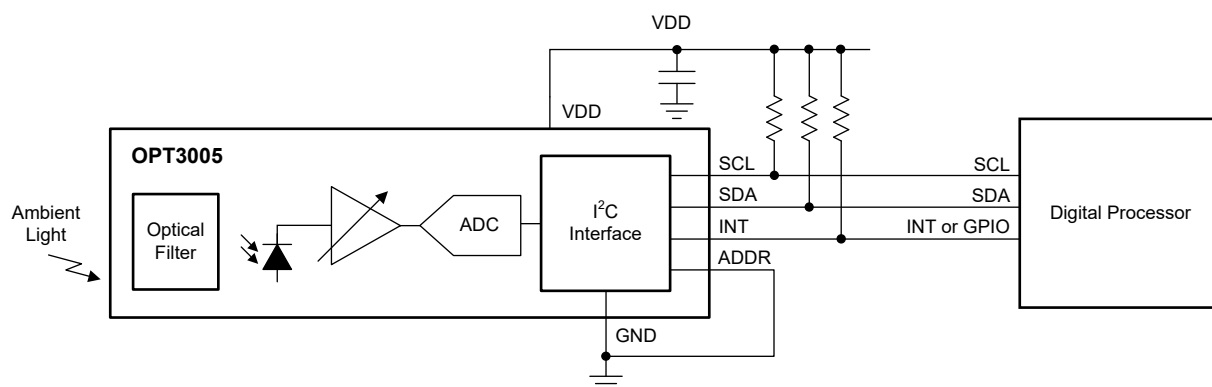 VDD
VDD
OPT3005
Ambient
Light
Optical
Filter
ADC
I²C
Interface
SCL
SDA
INT
ADDR
GND
SCL
SDA
INT or GPIO
Digital Processor